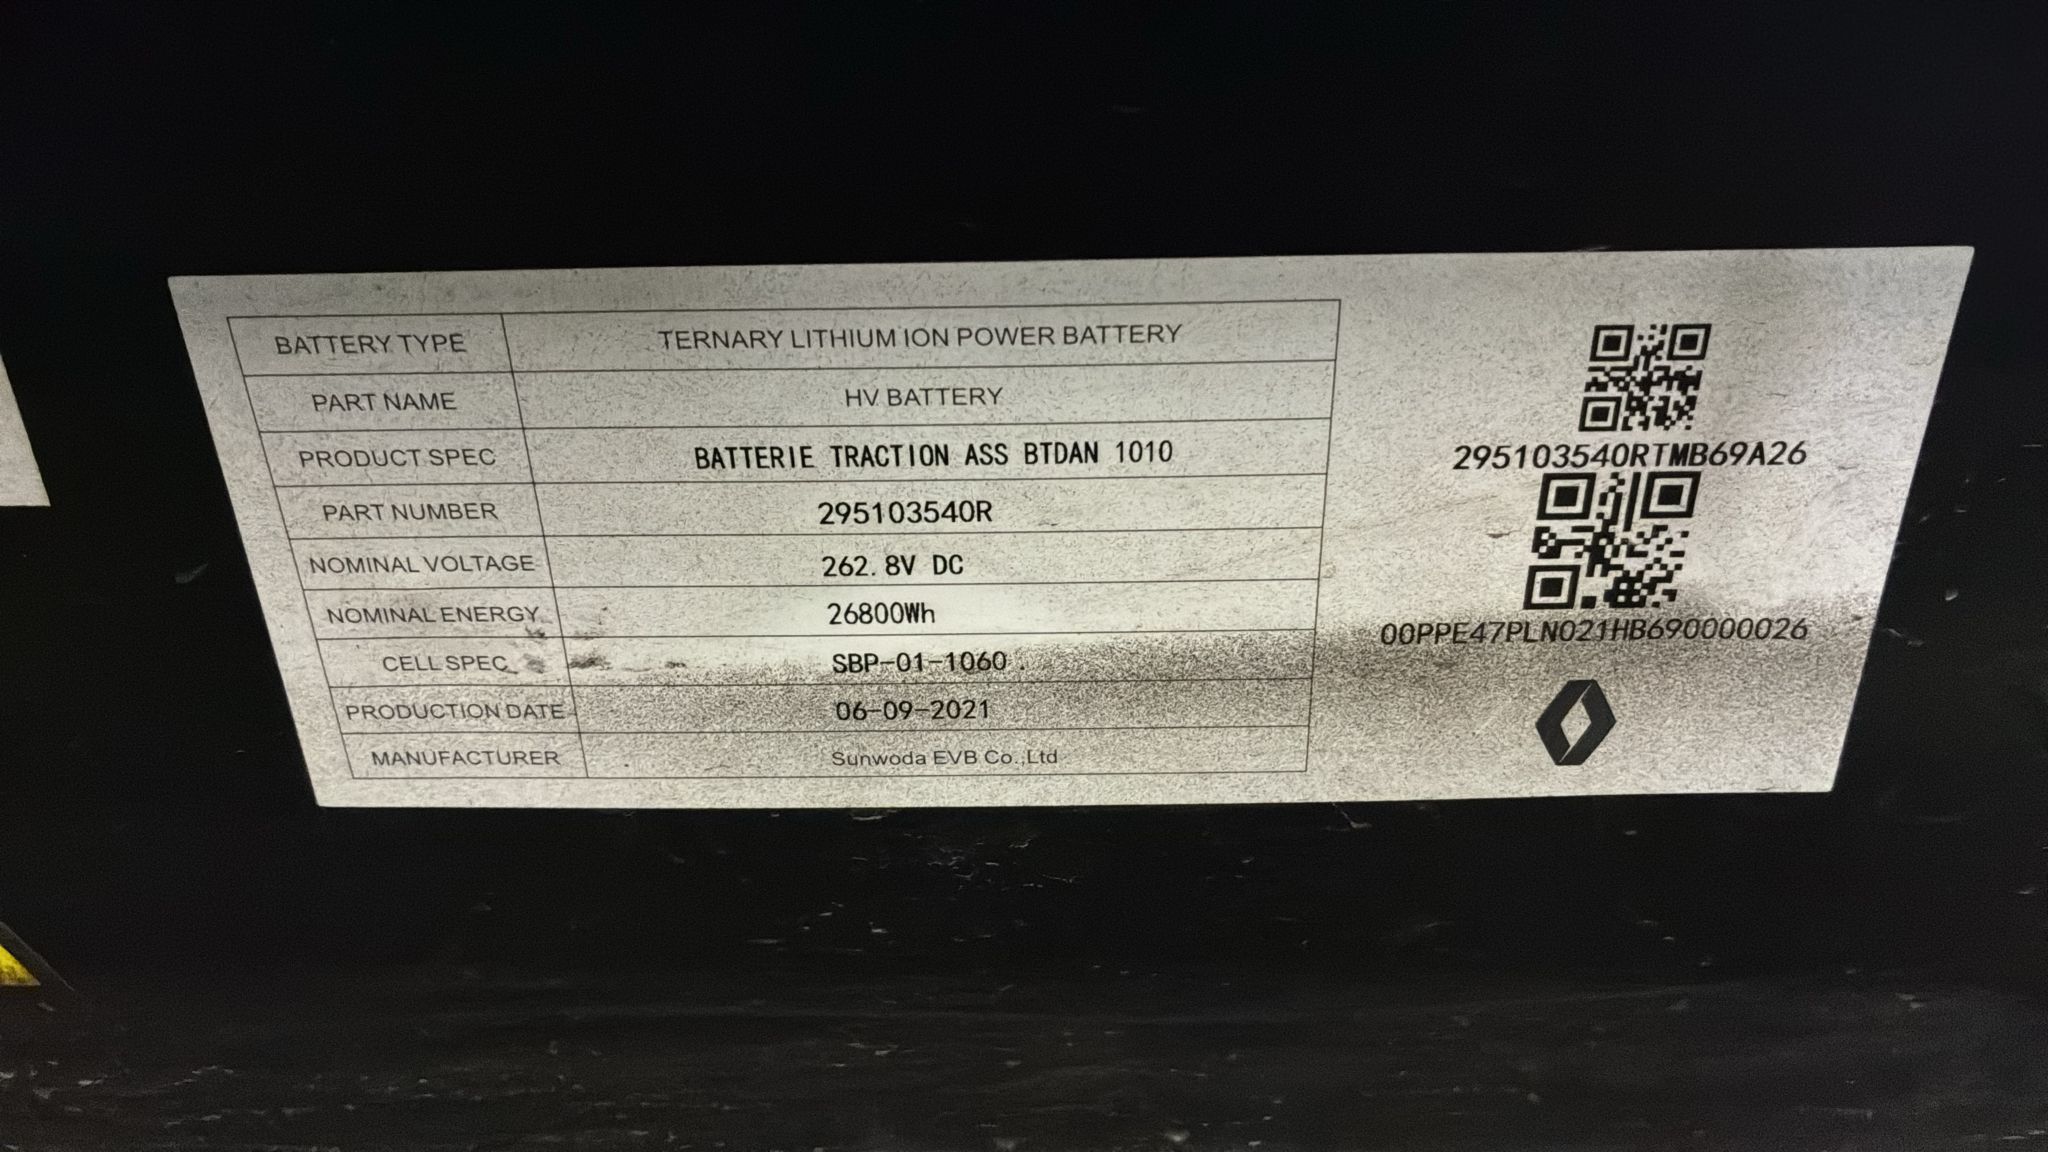 BATTERY TYPE TERNARY LITHIUM ION POWER BATTERY
PART NAME HV BATTERY
PRODUCT SPEC BATTERIE TRACTION ASS BTDAN 1010
PART NUMBER 295103540R
NOMINAL VOLTAGE 262.8V DC
NOMINAL ENERGY 26800Wh
CELL SPEC SBP-01-1060
PRODUCTION DATE 06-09-2021
MANUFACTURER Sunwoda EVB Co.,Ltd
295103540RTMB69A26
00PPE47PLN021HB690000026